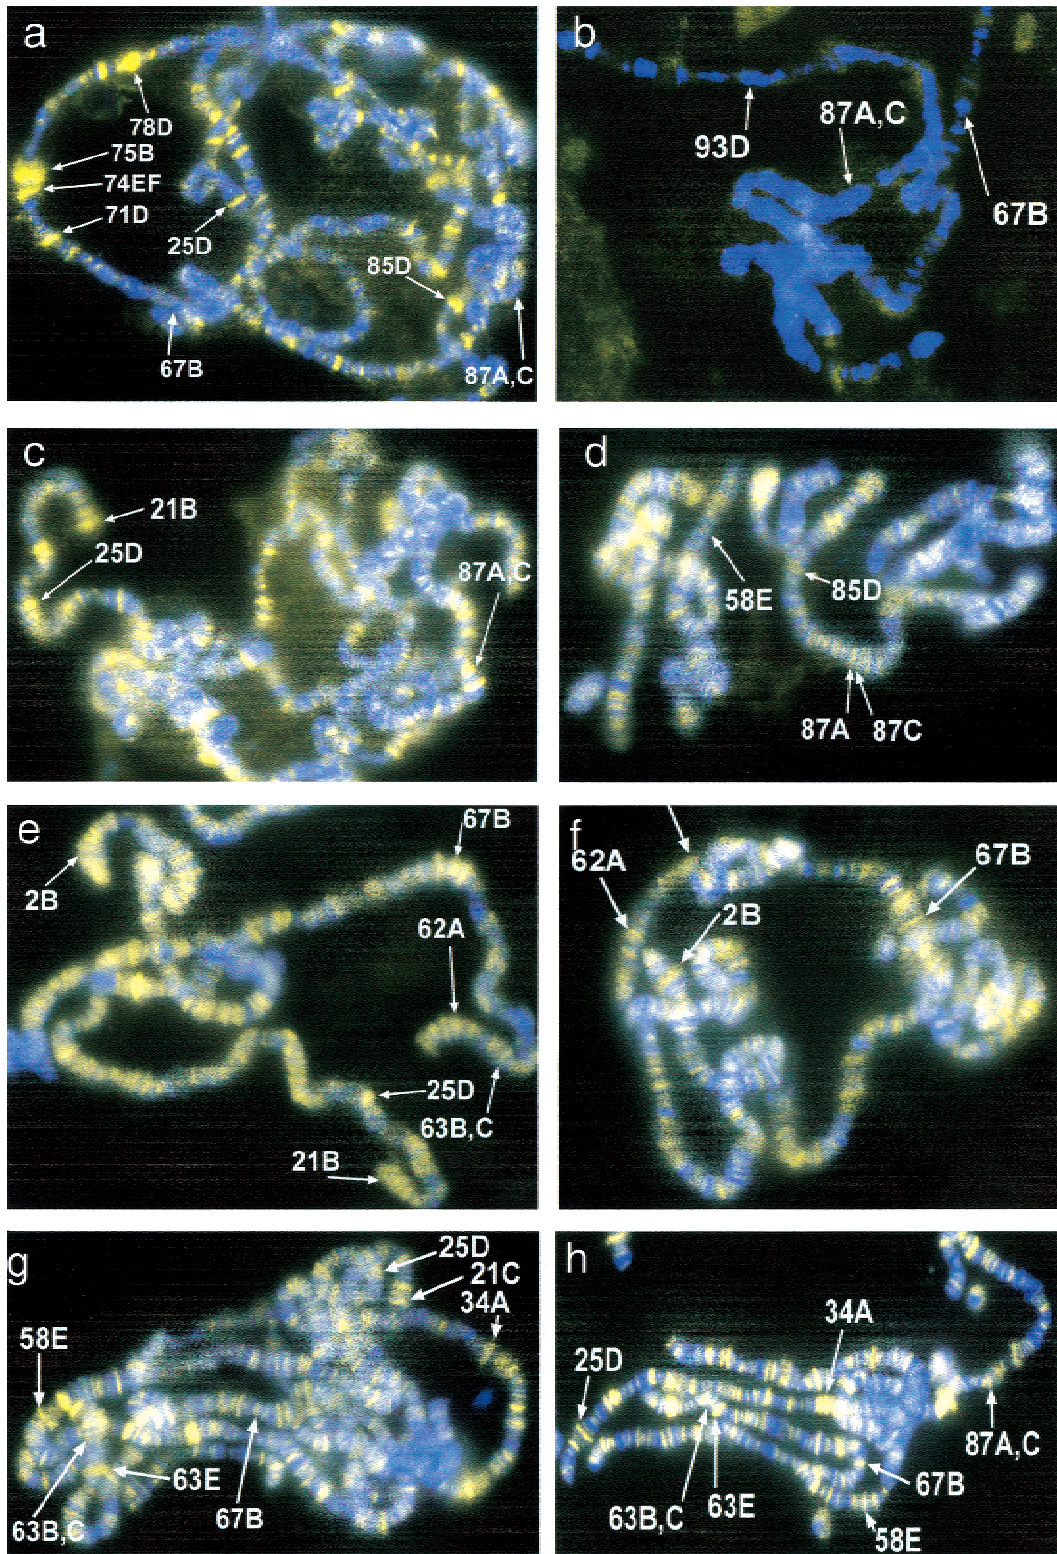 a
78D
75B
74EF
71D
25D
85D
67B
87A,C
b
87A,C
93D
67B
c
21B
25D
87A,C
d
58E
85D
87A 87C
e
67B
2B
62A
25D
63B,C
21B
f
62A
67B
2B
g
25D
21C
34A
58E
63E
67B
63B,C
h
34A
25D
87A,C
67B
63E
63B,C
58E